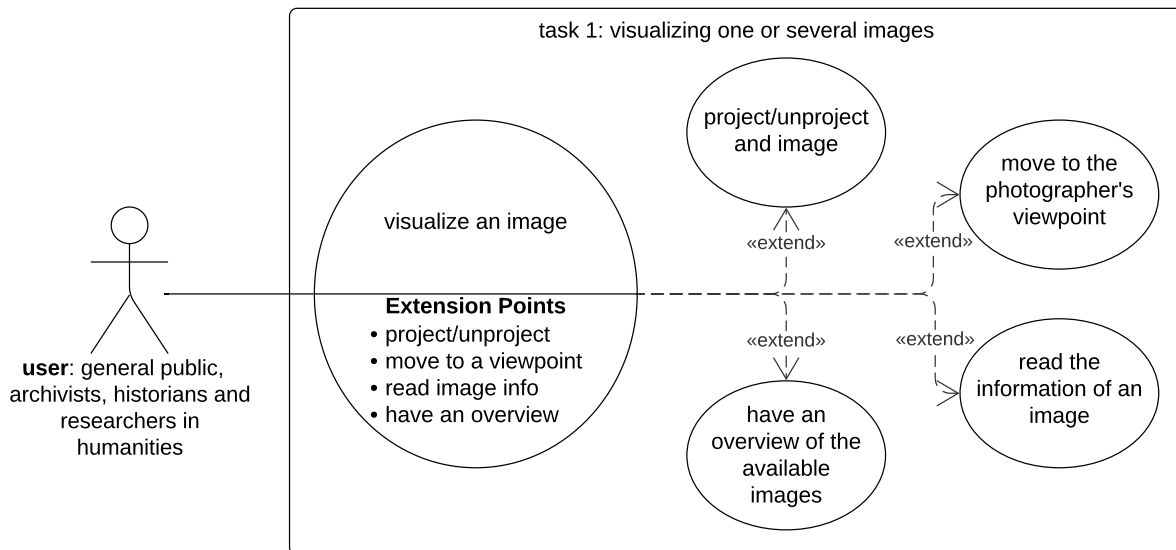 task 1: visualizing one or several images
project/unproject
and image
move to the
photographer's
viewpoint
visualize an image
«extend»
«extend»
Extension Points
• project/unproject
• move to a viewpoint
• read image info
• have an overview
«extend»
«extend»
user: general public,
archivists, historians and
researchers in
humanities
read the
information of an
image
have an
overview of the
available
images